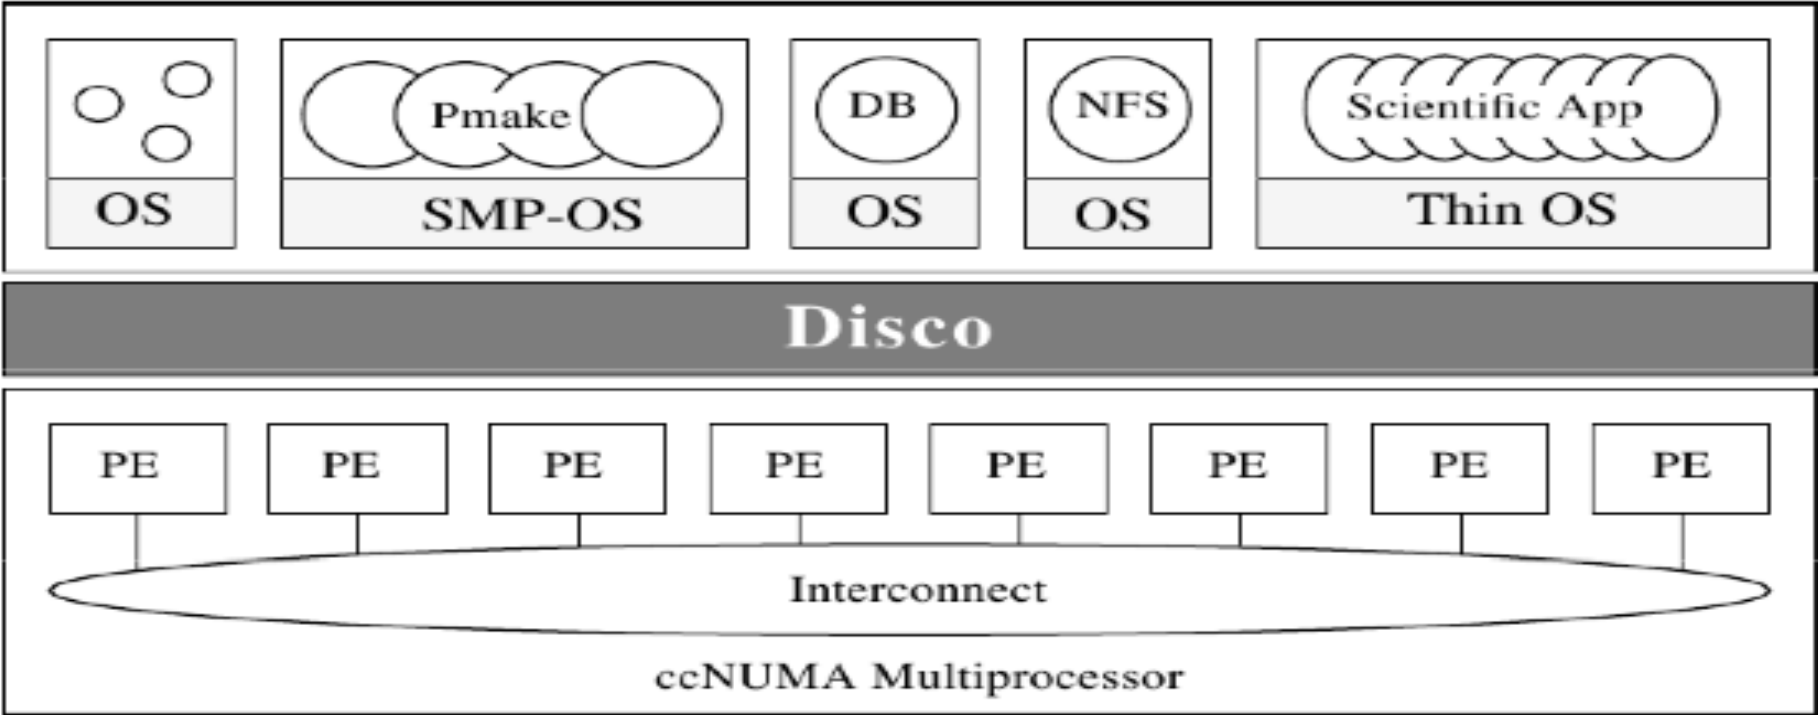 Pmake
DB
NFS
Scientific App
OS
SMP-OS
OS
OS
Thin OS
Disco
PE
PE
PE
PE
PE
PE
PE
PE
Interconnect
ccNUMA Multiprocessor